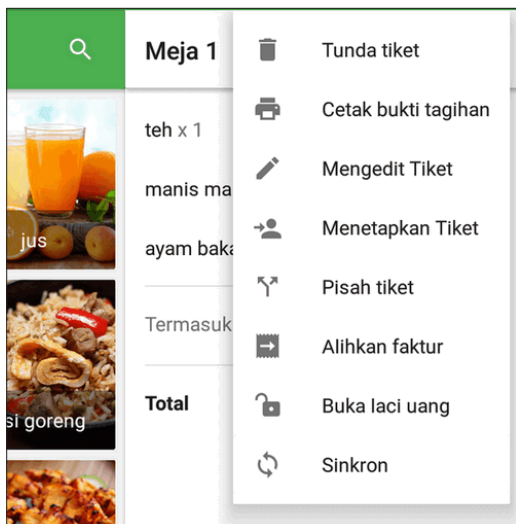 Meja 1
teh x 1
manis ma
ayam baka
Termasuk
Total
jus
si goreng
Tunda tiket
Cetak bukti tagihan
Mengedit Tiket
Menetapkan Tiket
Pisah tiket
Alihkan faktur
Buka laci uang
Sinkron